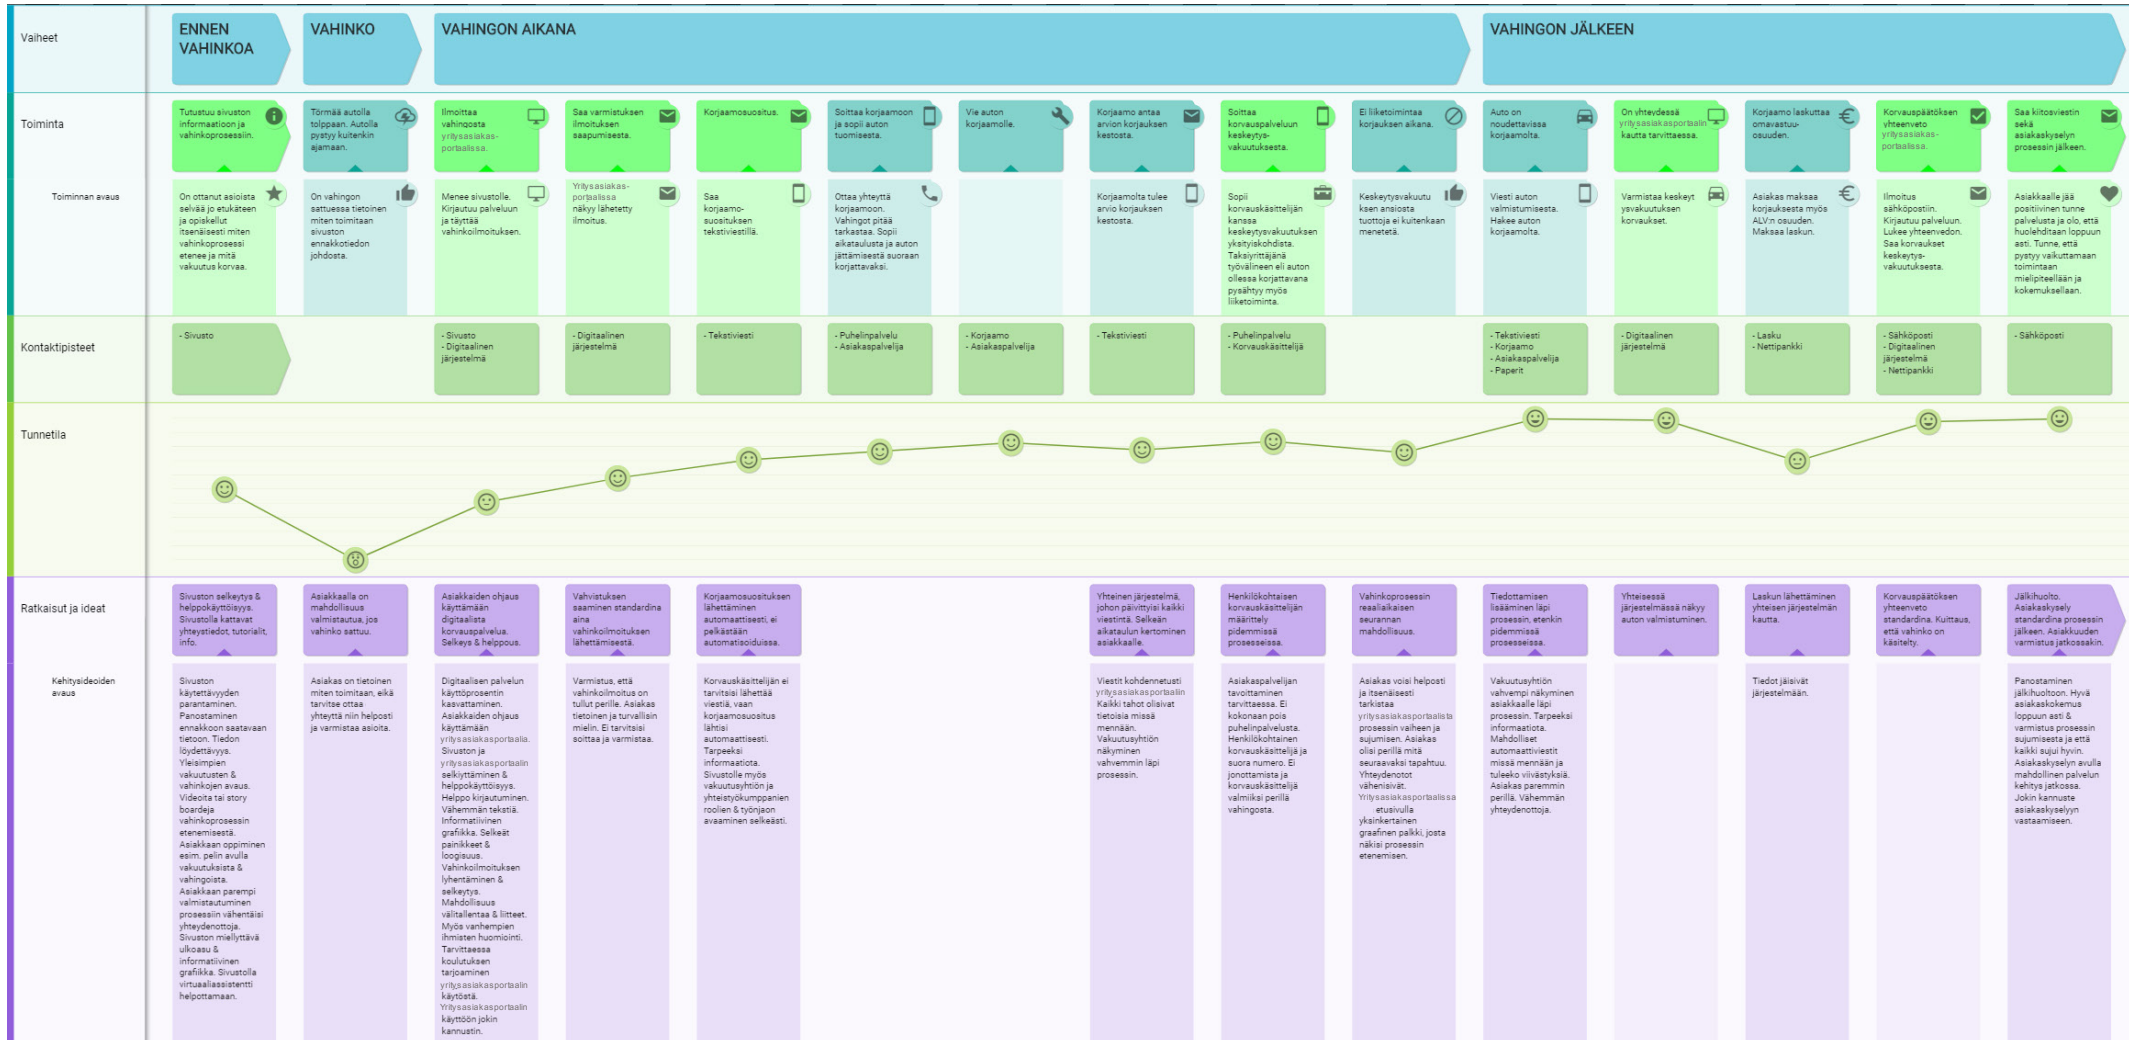 Vaiheet
ENNEN
VAHINKOA
VAHINKO
VAHINGON AIKANA
VAHINGON JÄLKEEN
Toiminta
Tutustuu sivuston
informaatioon ja
vahinkoprosessiin.
Törmää autolla
tolppaan. Autolla
pystyy kuitenkin
ajamaan.
Ilmoittaa
vahingosta
yritysasiakas-
portaalissa.
Saa varmistuksen
ilmoituksen
saapumisesta.
Korjaamosuositus.
Soittaa korjaamoon
ja sopii auton
tuomisesta.
Vie auton
korjaamolle.
Korjaamo antaa
arvion korjauksen
kestosta.
Soittaa
korvauspalveluun
keskeytys-
vakuutuksesta.
Ei liiketoimintaa
korjauksen aikana.
Auto on
noudettavissa
korjaamolta.
On yhteydessä
yritysasiakasportaalin
kautta tarvittaessa.
Korjaamo laskuttaa
omavastuu-
osuuden.
Korvauspäätöksen
yhteenveto
yritysasiakas-
portaalissa.
Saa kiitosviestin
sekä
asiakaskyselyn
prosessin jälkeen.
Toiminnan avaus
On ottanut asioista
selvää jo etukäteen
ja opiskellut
itsenäisesti miten
vahinkoprosessi
etenee ja mitä
vakuutus korvaa.
On vahingon
sattuessa tietoinen
miten toimitaan
sivuston
ennakkotiedon
johdosta.
Menee sivustolle.
Kirjautuu palveluun
ja täyttää
vahinkoilmoituksen.
Yritysasiakas-
portaalissa
näkyy lähetetty
ilmoitus.
Saa
korjaamo-
suosituksen
tekstiviestillä.
Ottaa yhteyttä
korjaamoon.
Vahingot pitää
tarkastaa. Sopii
aikataulusta ja auton
jättämisestä suoraan
korjattavaksi.
Korjaamolta tulee
arvio korjauksen
kestosta.
Sopii
korvauskäsittelijän
kanssa
keskeytysvakuutuksen
yksityiskohdista.
Taksiyrittäjänä
työvälineen eli auton
ollessa korjattavana
pysähtyy myös
liiketoiminta.
Keskeytysvakuutu
ksen ansiosta
tuottoja ei kuitenkaan
menetetä.
Viesti auton
valmistumisesta.
Hakee auton
korjaamolta.
Varmistaa keskeyt
ysvakuutuksen
korvaukset.
Asiakas maksaa
korjauksesta myös
ALV:n osuuden.
Maksaa laskun.
Ilmoitus
sähköpostiin.
Kirjautuu palveluun.
Lukee yhteenvedon.
Saa korvaukset
keskeytys-
vakuutuksesta.
Asiakkaalle jää
positiivinen tunne
palvelusta ja olo, että
huolehditaan loppuun
asti. Tunne, että
pystyy vaikuttamaan
toimintaan
mielipiteellään ja
kokemuksellaan.
Kontaktipisteet
- Sivusto
- Sivusto
- Digitaalinen
järjestelmä
- Digitaalinen
järjestelmä
- Tekstiviesti
- Puhelinpalvelu
- Asiakaspalvelija
- Korjaamo
- Asiakaspalvelija
- Tekstiviesti
- Puhelinpalvelu
- Korvauskäsittelijä
- Tekstiviesti
- Korjaamo
- Asiakaspalvelija
- Paperit
- Digitaalinen
järjestelmä
- Lasku
- Nettipankki
- Sähköposti
- Digitaalinen
järjestelmä
- Nettipankki
- Sähköposti
Tunnetila
Ratkaisut ja ideat
Sivuston selkeytys &
helppokäyttöisyys.
Sivustolla kattavat
yhteystiedot, tutorialit,
info.
Asiakkaalla on
mahdollisuus
valmistautua, jos
vahinko sattuu.
Asiakkaiden ohjaus
käyttämään
digitaalista
korvauspalvelua.
Selkeys & helppous.
Vahvistuksen
saaminen standardina
aina
vahinkoilmoituksen
lähettämisestä.
Korjaamosuosituksen
lähettäminen
automaattisesti, ei
pelkästään
automatisoiduissa.
Yhteinen järjestelmä,
johon päivittyisi kaikki
viestintä. Selkeän
aikataulun kertominen
asiakkaalle.
Henkilökohtaisen
korvauskäsittelijän
määrittely
pidemmissä
prosesseissa.
Vahinkoprosessin
reaaliaikaisen
seurannan
mahdollisuus.
Tiedottamisen
lisääminen läpi
prosessin, etenkin
pidemmissä
prosesseissa.
Yhteisessä
järjestelmässä näkyy
auton valmistuminen.
Laskun lähettäminen
yhteisen järjestelmän
kautta.
Korvauspäätöksen
yhteenveto
standardina. Kuittaus,
että vahinko on
käsitelty.
Jälkihuolto.
Asiakaskysely
standardina prosessin
jälkeen. Asiakkuuden
varmistus jatkossakin.
Kehitysideoiden
avaus
Sivuston
käytettävyyden
parantaminen.
Panostaminen
ennakkoon saatavaan
tietoon. Tiedon
löydettävyys.
Yleisimpien
vakuutusten &
vahinkojen avaus.
Videoita tai story
boardeja
vahinkoprosessin
etenemisestä.
Asiakkaan oppiminen
esim. pelin avulla
vakuutuksista &
vahingoista.
Asiakkaan parempi
valmistautuminen
prosessiin vähentäisi
yhteydenottoja.
Sivuston miellyttävä
ulkoasu &
informatiivinen
grafiikka. Sivustolla
virtuaaliassistentti
helpottamaan.
Asiakas on tietoinen
miten toimitaan, eikä
tarvitse ottaa
yhteyttä niin helposti
ja varmistaa asioita.
Digitaalisen palvelun
käyttöprosentin
kasvattaminen.
Asiakkaiden ohjaus
käyttämään
yritysasiakasportaalia.
Sivuston ja
yritysasiakasportaalin
selkiyttäminen &
helppokäyttöisyys.
Helppo kirjautuminen.
Vähemmän tekstiä.
Informatiivinen
grafiikka. Selkeät
painikkeet &
loogisuus.
Vahinkoilmoituksen
lyhentäminen &
selkeytys.
Mahdollisuus
välitallentaa & liitteet.
Myös vanhempien
ihmisten huomiointi.
Tarvittaessa
koulutuksen
tarjoaminen
yritysasiakasportaalin
käytöstä.
Yritysasiakasportaalin
käyttöön jokin
kannustin.
Varmistus, että
vahinkoilmoitus on
tullut perille. Asiakas
tietoinen ja turvallisin
mielin. Ei tarvitsisi
soittaa ja varmistaa.
Korvauskäsittelijän ei
tarvitsisi lähettää
viestiä, vaan
korjaamosuositus
lähtisi
automaattisesti.
Tarpeeksi
informaatiota.
Sivustolle myös
vakuutusyhtiön ja
yhteistyökumppanien
roolien & työnjaon
avaaminen selkeästi.
Viestit kohdennetusti
yritysasiakasportaalin
Kaikki tahot olisivat
tietoisia missä
mennään.
Vakuutusyhtiön
näkyminen
vahvemmin läpi
prosessin.
Asiakaspalvelijan
tavoittaminen
tarvittaessa. Ei
kokonaan pois
puhelinpalvelusta.
Henkilökohtainen
korvauskäsittelijä ja
suora numero. Ei
jonottamista ja
korvauskäsittelijä
valmiiksi perillä
vahingosta.
Asiakas voisi helposti
ja itsenäisesti
tarkistaa
yritysasiakasportaalista
prosessin vaiheen ja
sujumisen. Asiakas
olisi perillä mitä
seuraavaksi tapahtuu.
Yhteydenotot
vähenisivät.
Yritysasiakasportaalissa
etusivulla
yksinkertainen
graafinen palkki, josta
näkisi prosessin
etenemisen.
Vakuutusyhtiön
vahvempi näkyminen
asiakkaalle läpi
prosessin. Tarpeeksi
informaatiota.
Mahdolliset
automaattiviestit
missä mennään ja
tuleeko viivästyksiä.
Asiakas paremmin
perillä. Vähemmän
yhteydenottoja.
Tiedot jäisivät
järjestelmään.
Panostaminen
jälkihuoltoon. Hyvä
asiakaskokemus
loppuun asti &
varmistus prosessin
sujumisesta ja että
kaikki sujui hyvin.
Asiakaskyselyn avulla
mahdollinen palvelun
kehitys jatkossa.
Jokin kannuste
asiakaskyselyyn
vastaamiseen.